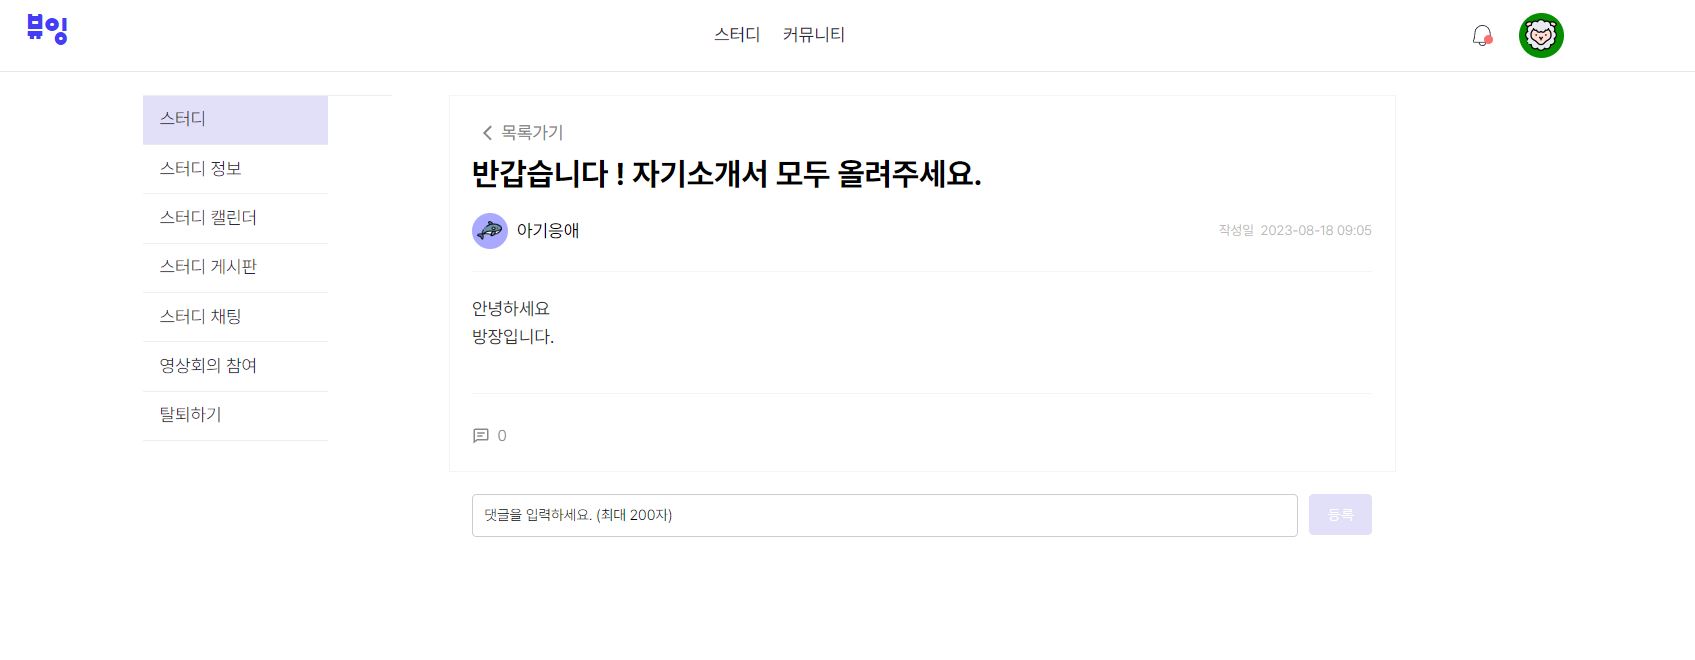 뷰잉
스터디 커뮤니티
스터디
스터디 정보
스터디 캘린더
스터디 게시판
스터디 채팅
영상회의 참여
탈퇴하기
목록가기
반갑습니다 ! 자기소개서 모두 올려주세요.
아기응애
작성일 2023-08-18 09:05
안녕하세요
방장입니다.
0
댓글을 입력하세요. (최대 200자)
등록